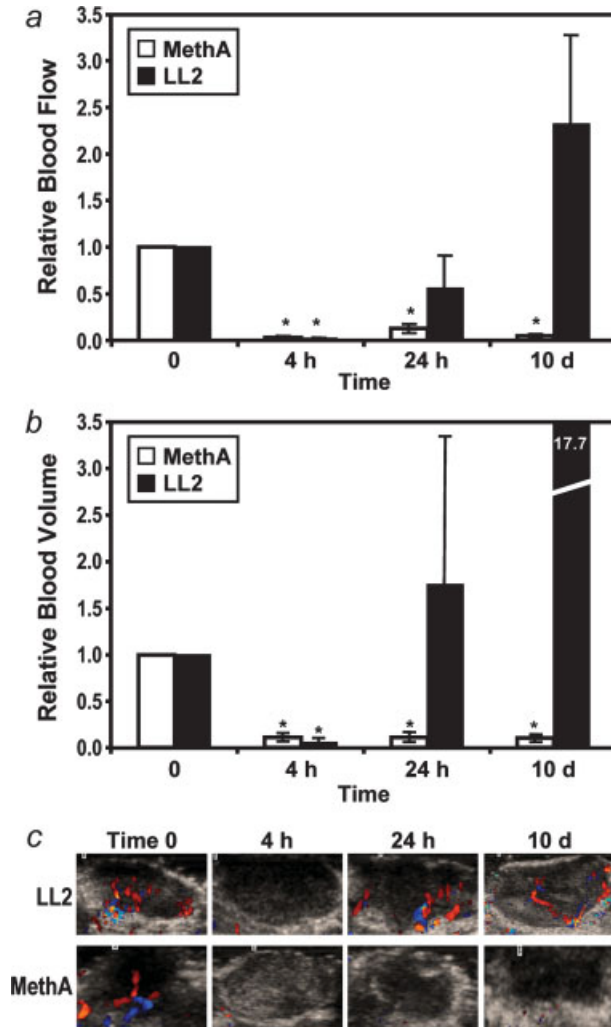 a
3.5
3.0
2.5
2.0
1.5
1.0
0.5
0.0
Relative Blood Flow
MethA
LL2
* * * *
0 4 h 24 h 10 d
Time
b
3.5
3.0
2.5
2.0
1.5
1.0
0.5
0.0
Relative Blood Volume
MethA
LL2
17.7
* * * *
0 4 h 24 h 10 d
Time
c
Time 0 4 h 24 h 10 d
LL2
MethA